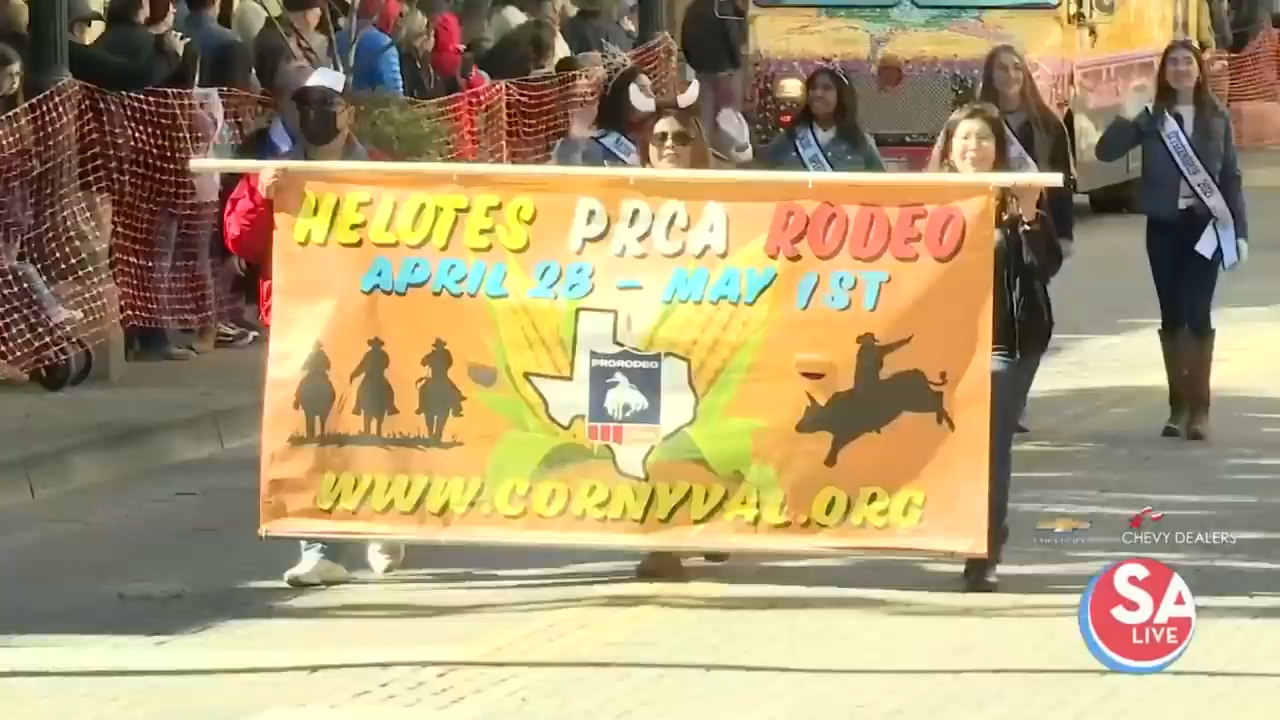 HELOTES PRCA RODEO
APRIL 28 - MAY 1ST
PRORODEO
WWW.CORNYVAL.ORG
CHEVY DEALERS
SA
LIVE